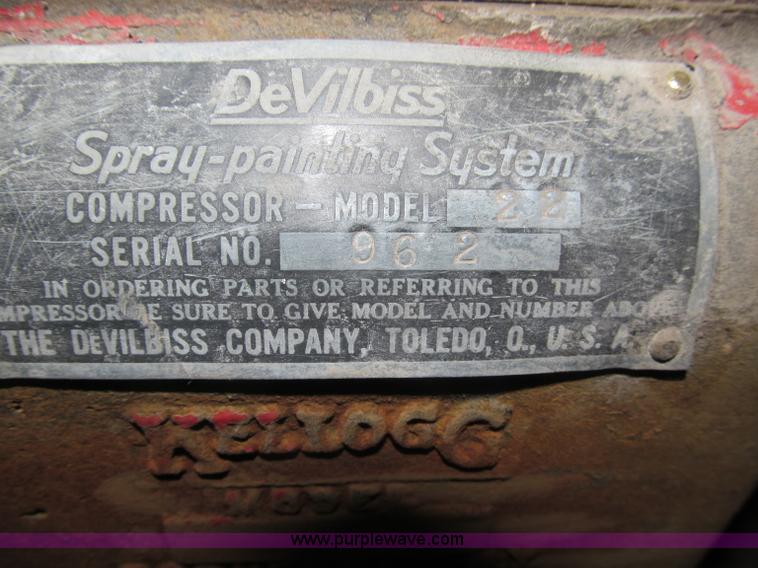 DeVilbiss
Spray-painting System
COMPRESSOR - MODEL 22
SERIAL NO. 962
IN ORDERING PARTS OR REFERRING TO THIS
MPRESSOR BE SURE TO GIVE MODEL AND NUMBER ABOVE
THE DEVILBISS COMPANY, TOLEDO, O., U. S. A.
KELLOGG
www.purplewave.com